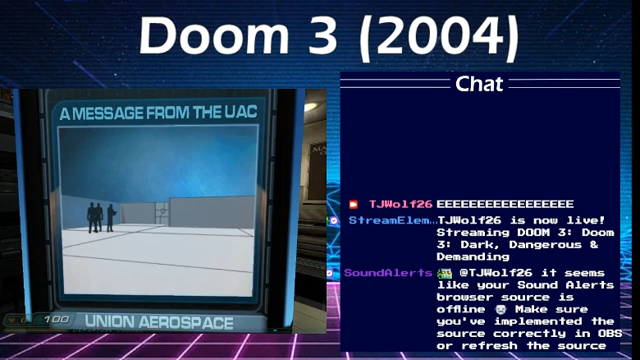 Doom 3 (2004)
Chat
A MESSAGE FROM THE UAC
UNION AEROSPACE
100
TJWolf26 EEEEEEEEEEEEEEEEE
StreamElem… TJWolf26 is now live!
Streaming DOOM 3: Doom
3: Dark, Dangerous &
Demanding
SoundAlerts @TJWolf26 it seems
like your Sound Alerts
browser source is
offline Make sure
you've implemented the
source correctly in OBS
or refresh the source